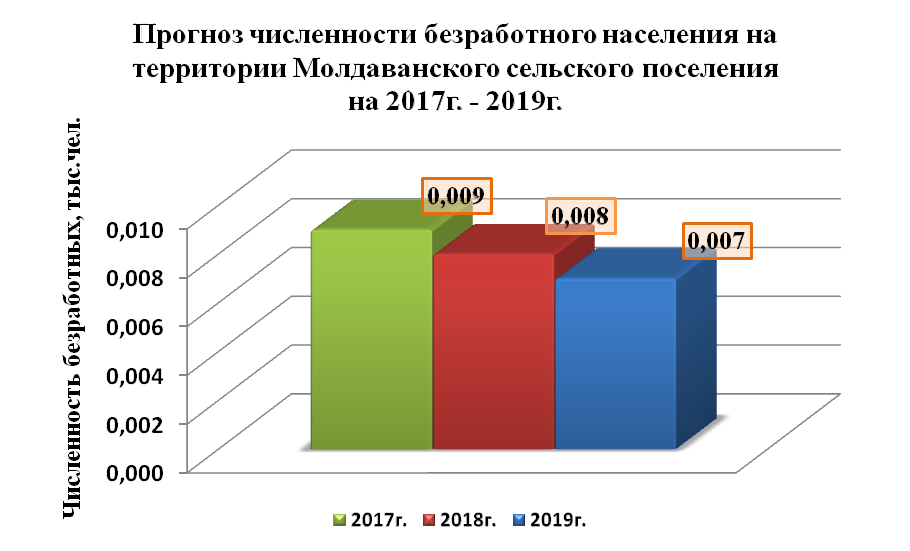 Прогноз численности безработного населения на
территории Молдаванского сельского поселения
на 2017г. - 2019г.
Численность безработных, тыс.чел.
0,010
0,008
0,006
0,004
0,002
0,000
0,009
0,008
0,007
2017г.
2018г.
2019г.